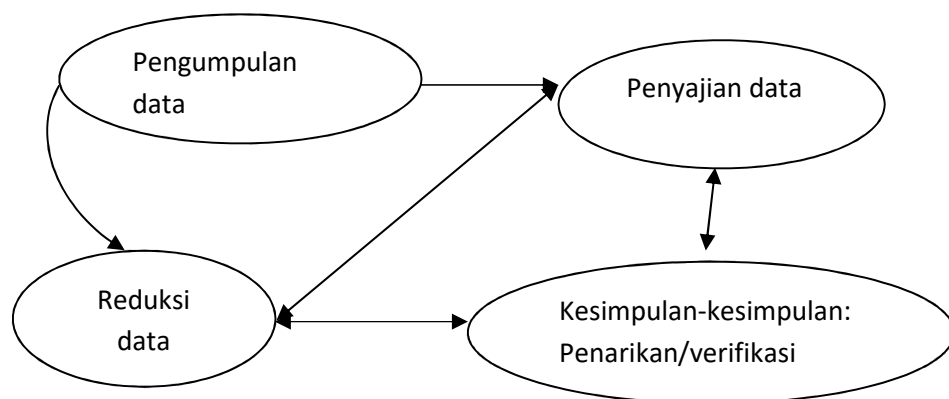 Pengumpulan
data
Penyajian data
Reduksi
data
Kesimpulan-kesimpulan:
Penarikan/verifikasi